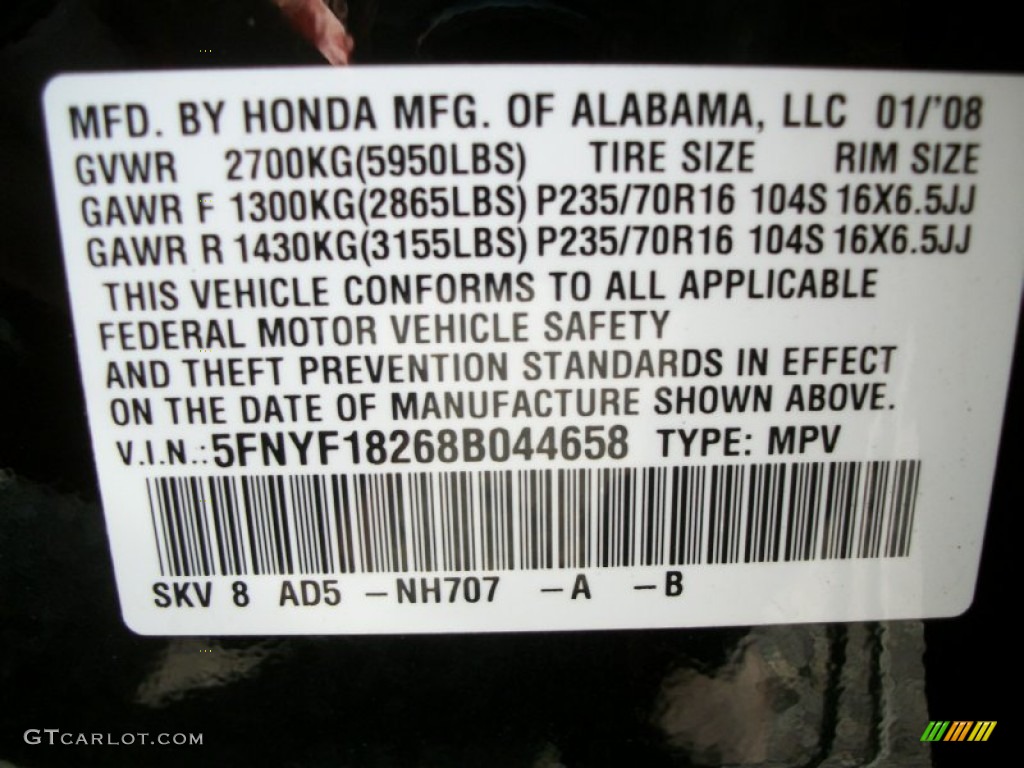 MFD. BY HONDA MFG. OF ALABAMA, LLC 01/'08
GVWR 2700KG(5950LBS) TIRE SIZE RIM SIZE
GAWR F 1300KG(2865LBS) P235/70R16 104S 16X6.5JJ
GAWR R 1430KG(3155LBS) P235/70R16 104S 16X6.5JJ
THIS VEHICLE CONFORMS TO ALL APPLICABLE
FEDERAL MOTOR VEHICLE SAFETY
AND THEFT PREVENTION STANDARDS IN EFFECT
ON THE DATE OF MANUFACTURE SHOWN ABOVE.
V.I.N.: 5FNYF18268B044658 TYPE: MPV
SKV 8 AD5 -NH707 -A -B
GTCARLOT.COM